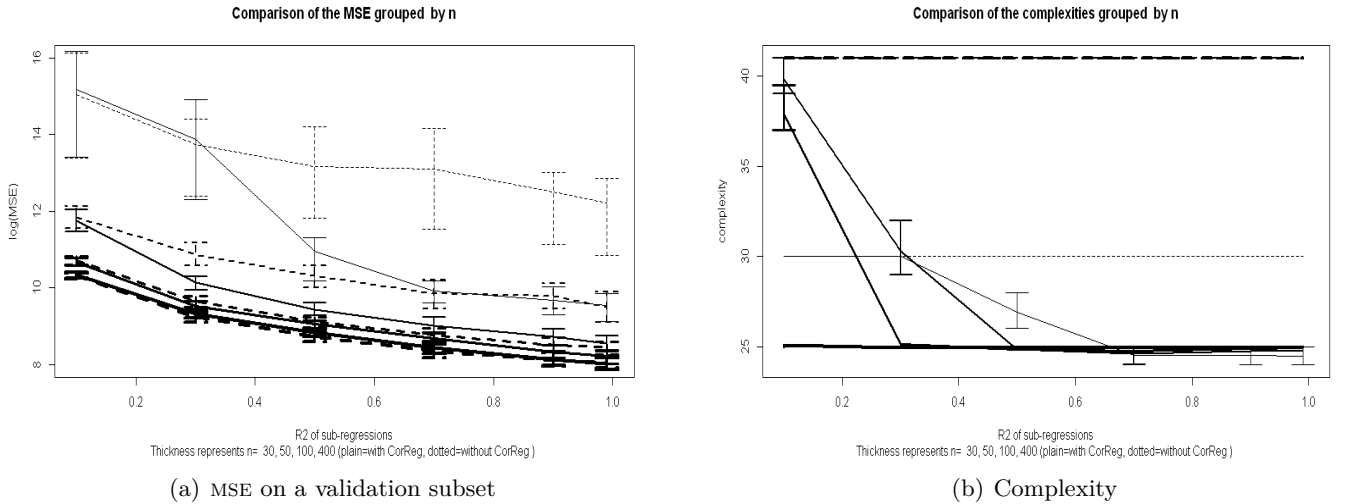 Comparison of the MSE grouped by n
16
14
12
10
8
log(MSE)
0.2 0.4 0.6 0.8 1.0
R2 of sub-regressions
Thickness represents n= 30, 50, 100, 400 (plain=with CorReg, dotted=without CorReg )
(a) MSE on a validation subset
Comparison of the complexities grouped by n
40
35
30
25
complexity
0.2 0.4 0.6 0.8 1.0
R2 of sub-regressions
Thickness represents n= 30, 50, 100, 400 (plain=with CorReg, dotted=without CorReg )
(b) Complexity